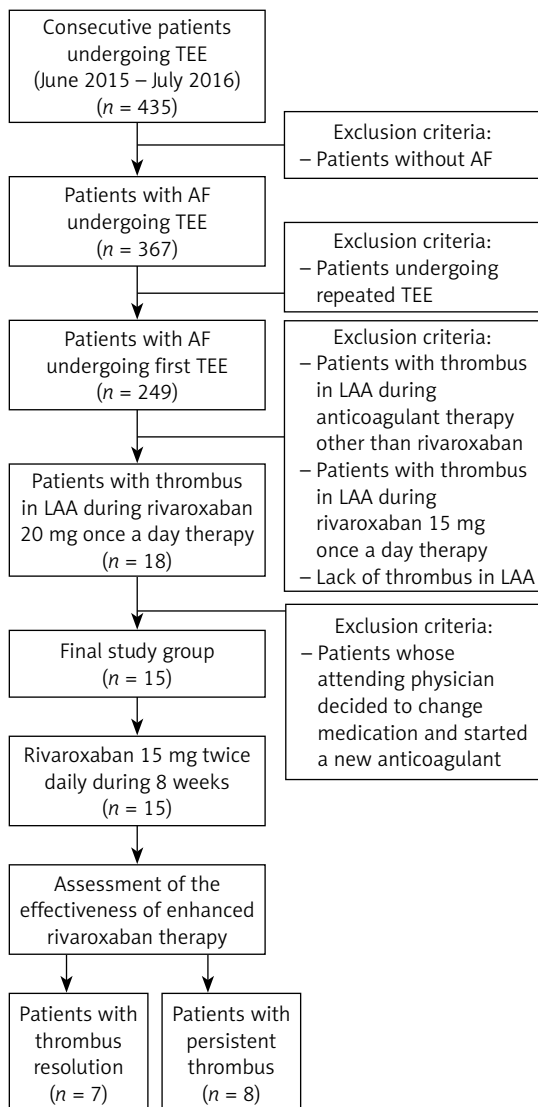 Consecutive patients
undergoing TEE
(June 2015 – July 2016)
(n = 435)
Exclusion criteria:
– Patients without AF
Patients with AF
undergoing TEE
(n = 367)
Exclusion criteria:
– Patients undergoing
repeated TEE
Patients with AF
undergoing first TEE
(n = 249)
Exclusion criteria:
– Patients with thrombus
in LAA during
anticoagulant therapy
other than rivaroxaban
– Patients with thrombus
in LAA during
rivaroxaban 15 mg
once a day therapy
– Lack of thrombus in LAA
Patients with thrombus
in LAA during rivaroxaban
20 mg once a day therapy
(n = 18)
Exclusion criteria:
– Patients whose
attending physician
decided to change
medication and started
a new anticoagulant
Final study group
(n = 15)
Rivaroxaban 15 mg twice
daily during 8 weeks
(n = 15)
Assessment of the
effectiveness of enhanced
rivaroxaban therapy
Patients with
thrombus
resolution
(n = 7)
Patients with
persistent
thrombus
(n = 8)